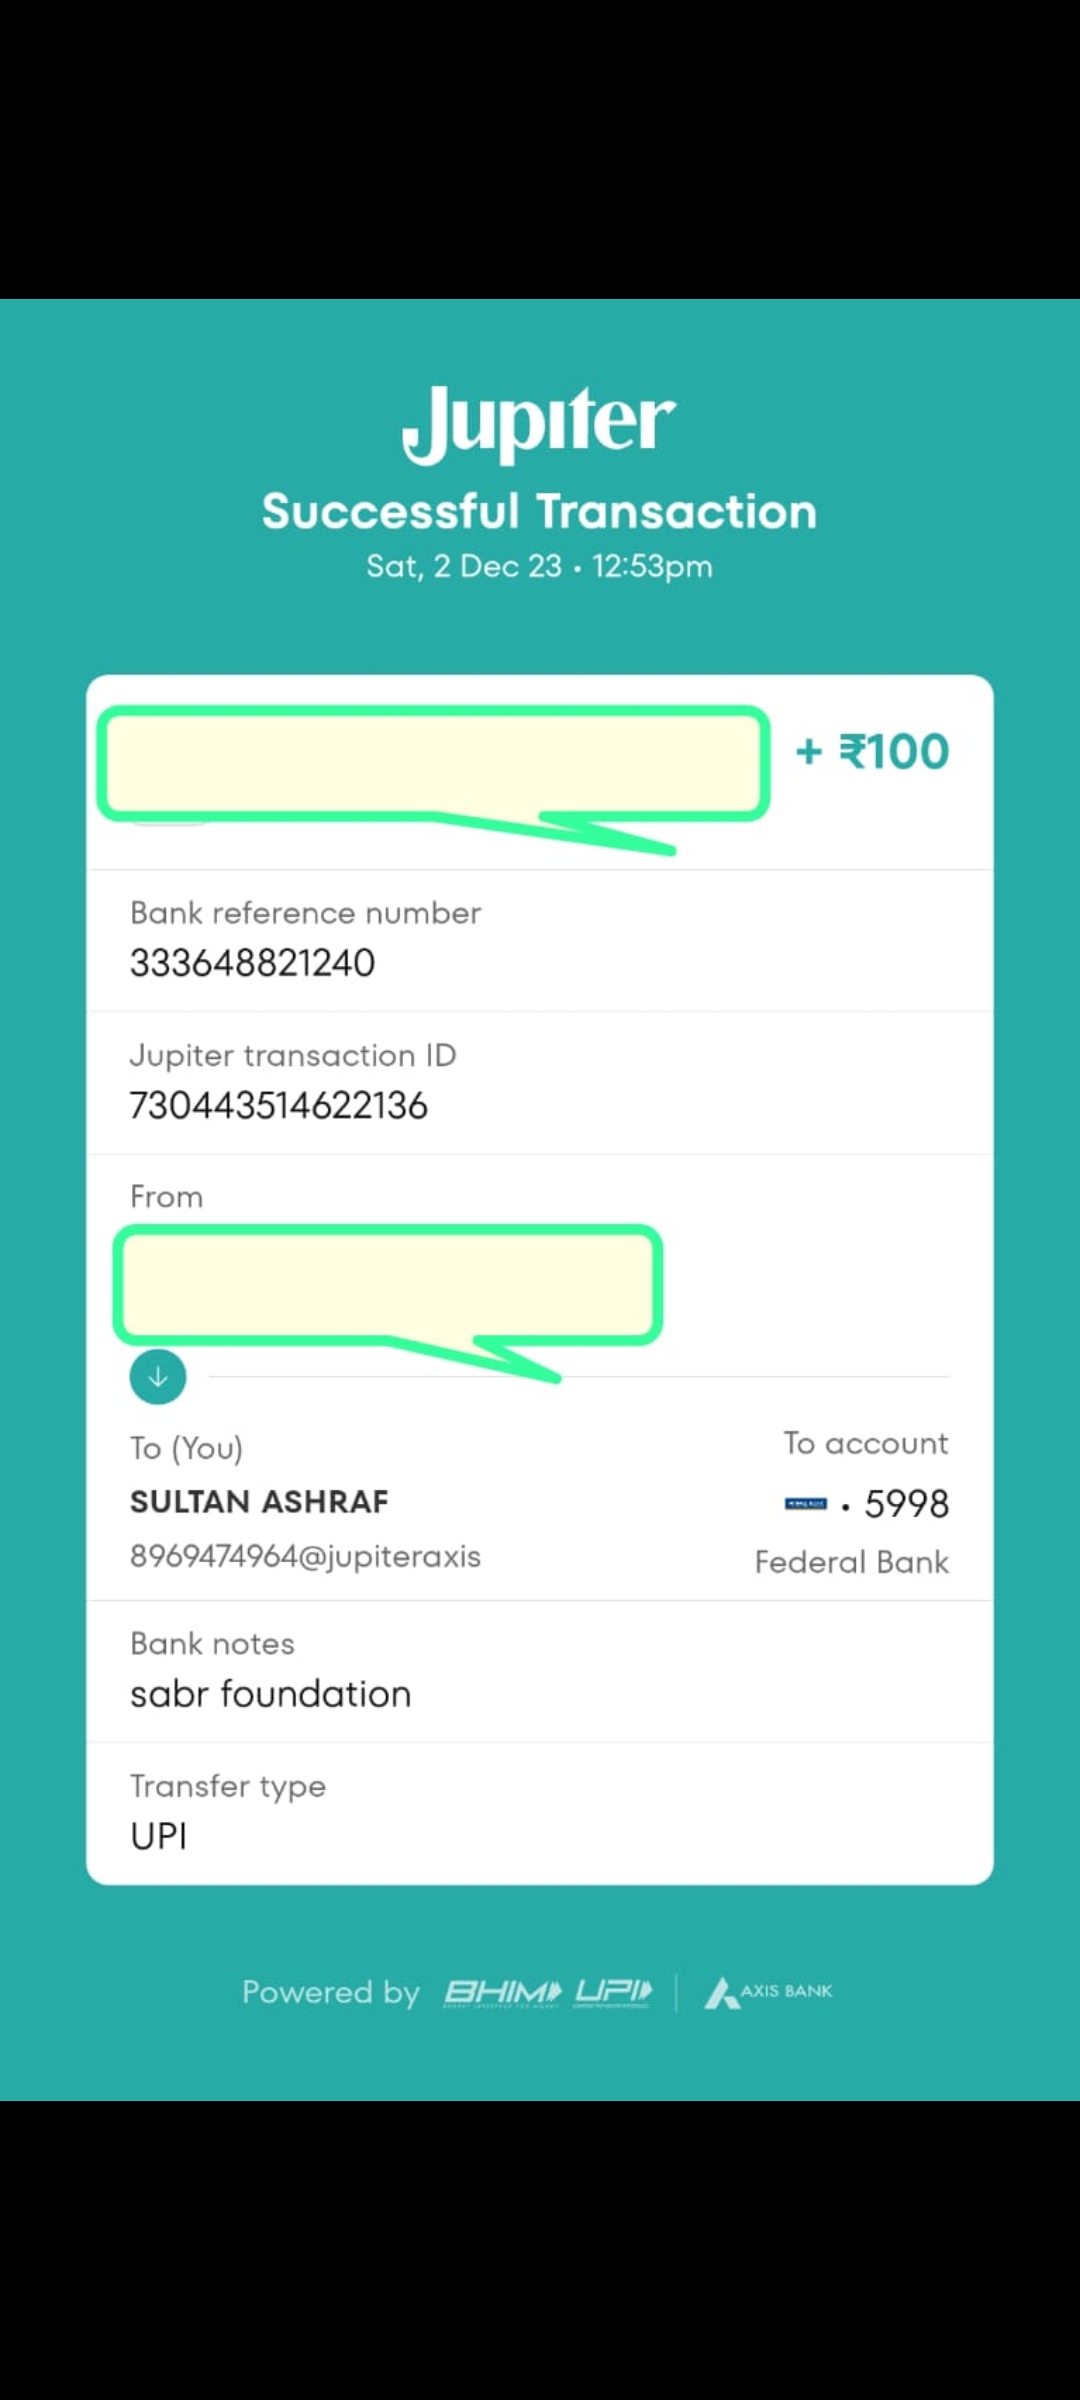 Jupiter
Successful Transaction
Sat, 2 Dec 23 • 12:53pm
+ ₹100
Bank reference number
333648821240
Jupiter transaction ID
730443514622136
From
To (You)
To account
SULTAN ASHRAF
• 5998
8969474964@jupiteraxis
Federal Bank
Bank notes
sabr foundation
Transfer type
UPI
Powered by BHIM UPI | AXIS BANK